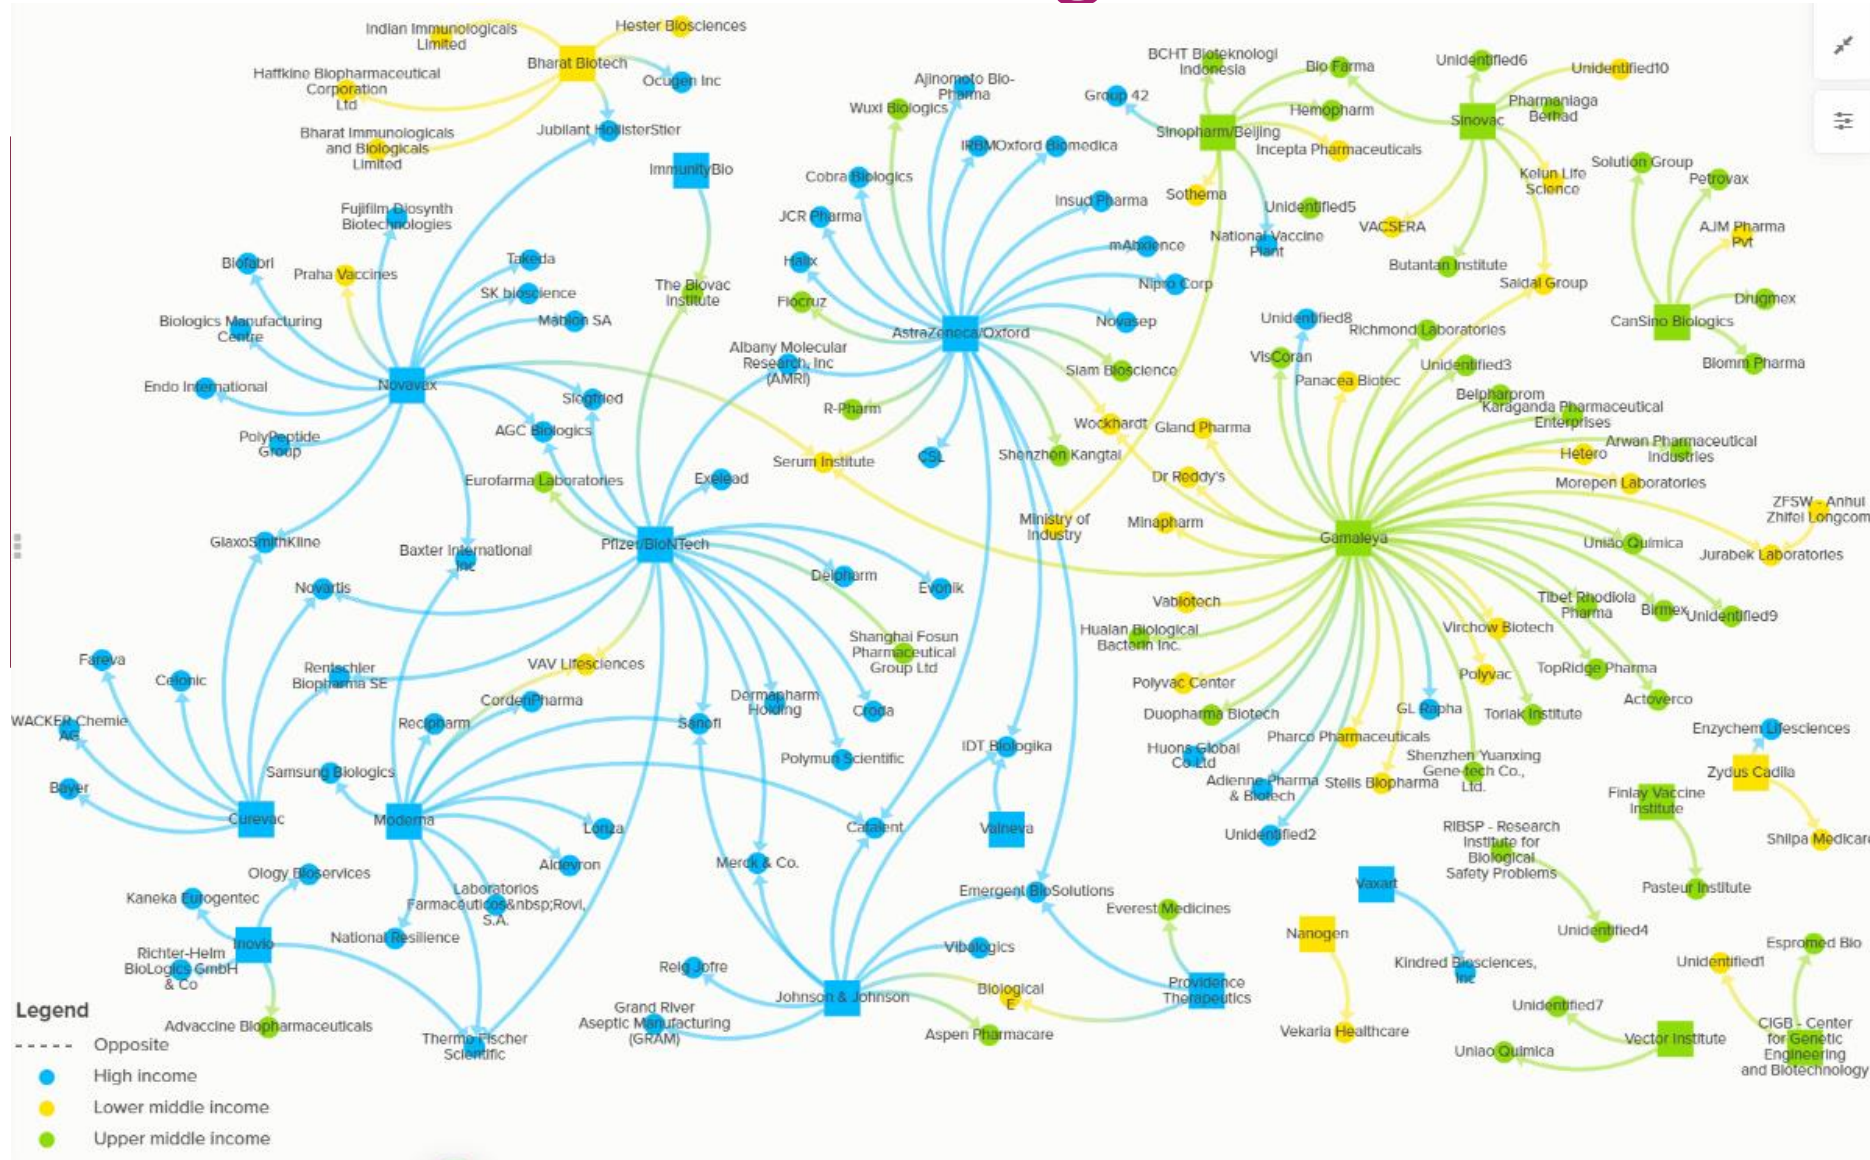 Indian Immunologicals
Limited
Hester Biosciences
Bharat Biotech
Haffkine Biopharmaceutical
Corporation
Ltd
Ocugen Inc
Bharat Immunologicals
and Biologicals
Limited
Jubilant HollisterStier
ImmunityBio
Ajinomoto Bio-
Pharma
Wuxi Biologics
Group 42
BCHT Bioteknologi
Indonesia
Bio Farma
Unidentified6
Unidentified10
Hemopharm
Pharmaniaga
Berhad
Sinopharm/Beijing
Sinovac
Incepta Pharmaceuticals
IRBM
Oxford Biomedica
Cobra Biologics
Kelun Life
Science
Solution Group
Petrovax
Sothema
Insud Pharma
Unidentified5
JCR Pharma
Fujifilm Diosynth
Biotechnologies
VACSERA
AJM Pharma
Pvt
National Vaccine
Plant
mAbxience
Biofabri
Praha Vaccines
Takeda
Halix
Butantan Institute
Saidal Group
Nipro Corp
SK bioscience
The Biovac
Institute
Fiocruz
Drugmex
Biologics Manufacturing
Centre
Mabion SA
AstraZeneca/Oxford
Novasep
Unidentified8
Richmond Laboratories
CanSino Biologics
Albany Molecular
Research, Inc
(AMRI)
VisCoran
Unidentified3
Biomm Pharma
Siam Bioscience
Panacea Biotec
Endo International
Novavax
Siegfried
Belpharprom
R-Pharm
Karaganda Pharmaceutical
Enterprises
AGC Biologics
Wockhardt
Gland Pharma
PolyPeptide
Group
Arwan Pharmaceutical
Industries
Serum Institute
CSL
Shenzhen Kangtai
Hetero
Eurofarma Laboratories
Exelead
Dr Reddy's
Morepen Laboratories
ZFSW - Anhui
Zhifei Longcom
Ministry of
Industry
Minapharm
GlaxoSmithKline
Baxter International
Inc
Pfizer/BioNTech
Gamaleya
União Química
Jurabek Laboratories
Novartis
Delpharm
Evonik
Vabiotech
Tibet Rhodiola
Pharma
Birmex
Unidentified9
Hualan Biological
Bacterin Inc.
Virchow Biotech
Shanghai Fosun
Pharmaceutical
Group Ltd
Fareva
Celonic
Rentschler
Biopharma SE
VAV Lifesciences
Polyvac
TopRidge Pharma
Polyvac Center
CordenPharma
Dermapharm
Holding
Croda
Actoverco
WACKER Chemie
AG
Recipharm
Sanofi
Duopharma Biotech
GL Rapha
Torlak Institute
Enzychem Lifesciences
IDT Biologika
Huons Global
Co Ltd
Pharco Pharmaceuticals
Polymun Scientific
Shenzhen Yuanxing
Gene-tech Co.,
Ltd.
Samsung Biologics
Zydus Cadila
Bayer
Adienne Pharma
& Biotech
Stelis Biopharma
Finlay Vaccine
Institute
Curevac
Moderna
Lonza
Catalent
Valneva
Unidentified2
RIBSP - Research
Institute for
Biological
Safety Problems
Shilpa Medicare
Aldevron
Merck & Co.
Ology Bioservices
Vaxart
Pasteur Institute
Kaneka Eurogentec
Laboratorios
Farmacéuticos&nbsp;Rovi,
S.A.
Emergent BioSolutions
Everest Medicines
Inovio
National Resilience
Vibalogics
Nanogen
Unidentified4
Espromed Bio
Richter-Helm
BioLogics GmbH
& Co
Reig Jofre
Kindred Biosciences,
Inc
Unidentified1
Johnson & Johnson
Biological
E
Providence
Therapeutics
Unidentified7
Legend
Grand River
Aseptic Manufacturing
(GRAM)
Advaccine Biopharmaceuticals
Aspen Pharmacare
Vekaria Healthcare
Vector Institute
CIGB - Center
for Genetic
Engineering
and Biotechnology
Thermo Fischer
Scientific
Uniao Quimica
Opposite
High income
Lower middle income
Upper middle income